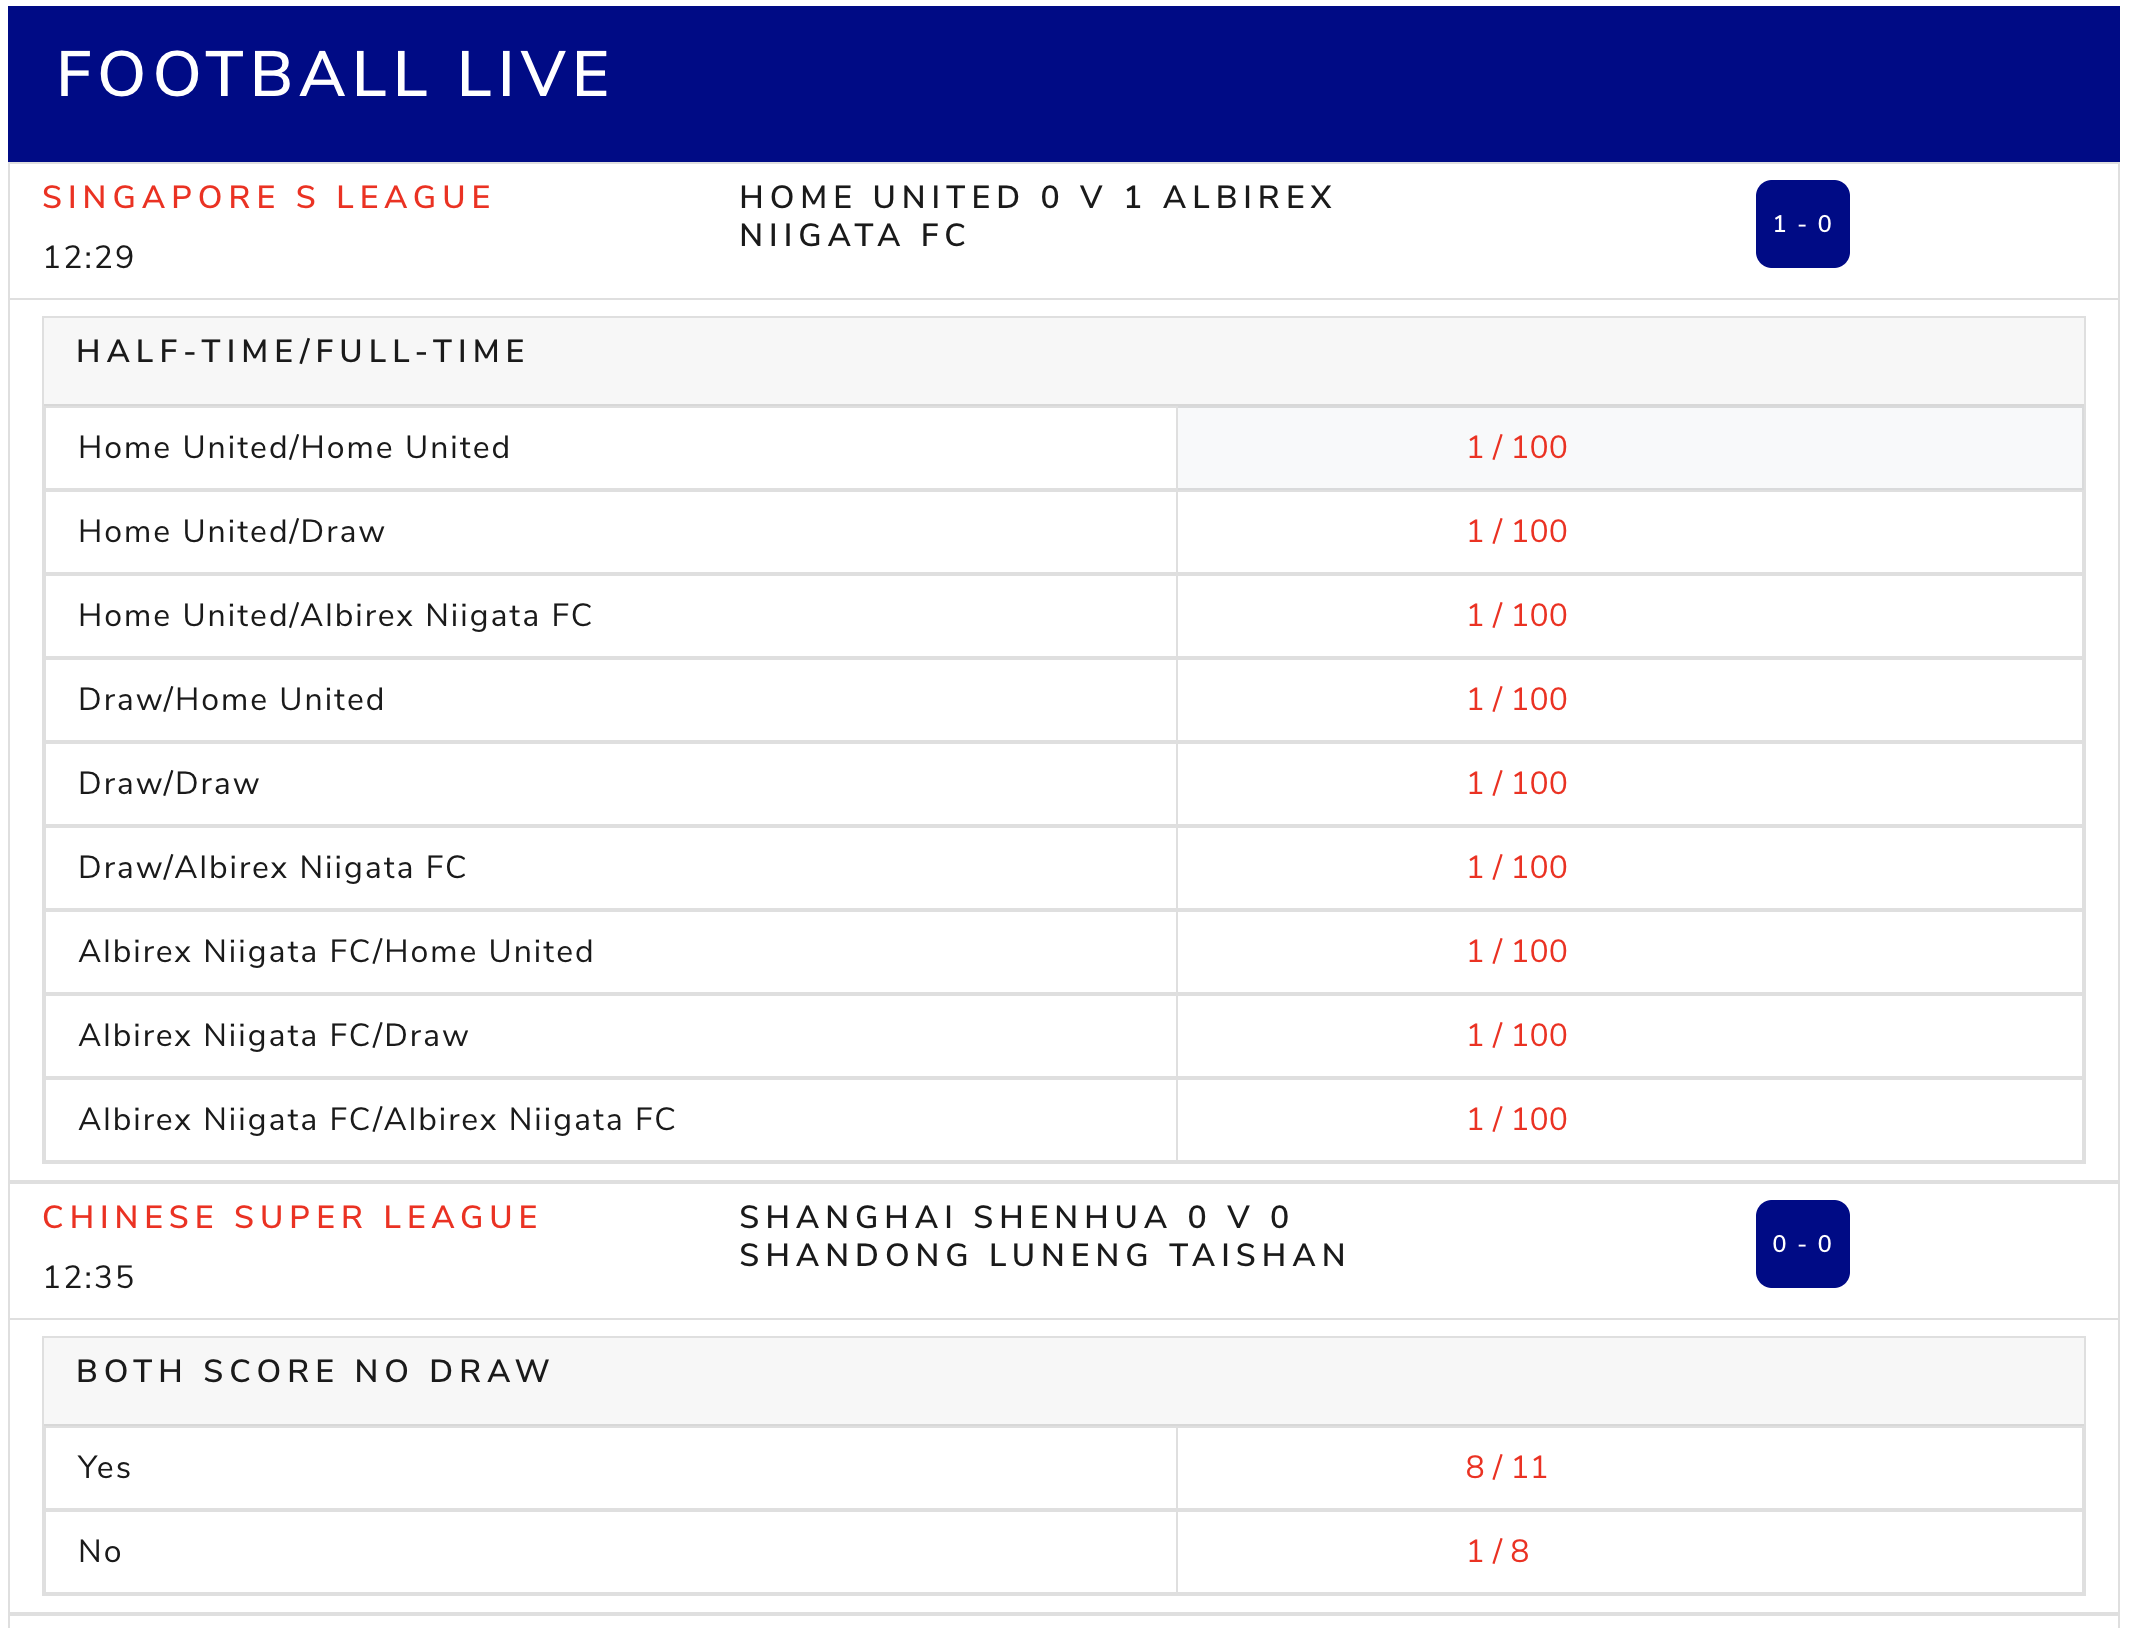 FOOTBALL LIVE
SINGAPORE S LEAGUE
12:29
HOME UNITED 0 V 1 ALBIREX
NIIGATA FC
1 - 0
HALF-TIME/FULL-TIME
Home United/Home United 1 / 100
Home United/Draw 1 / 100
Home United/Albirex Niigata FC 1 / 100
Draw/Home United 1 / 100
Draw/Draw 1 / 100
Draw/Albirex Niigata FC 1 / 100
Albirex Niigata FC/Home United 1 / 100
Albirex Niigata FC/Draw 1 / 100
Albirex Niigata FC/Albirex Niigata FC 1 / 100
CHINESE SUPER LEAGUE
12:35
SHANGHAI SHENHUA 0 V 0
SHANDONG LUNENG TAISHAN
0 - 0
BOTH SCORE NO DRAW
Yes 8 / 11
No 1 / 8